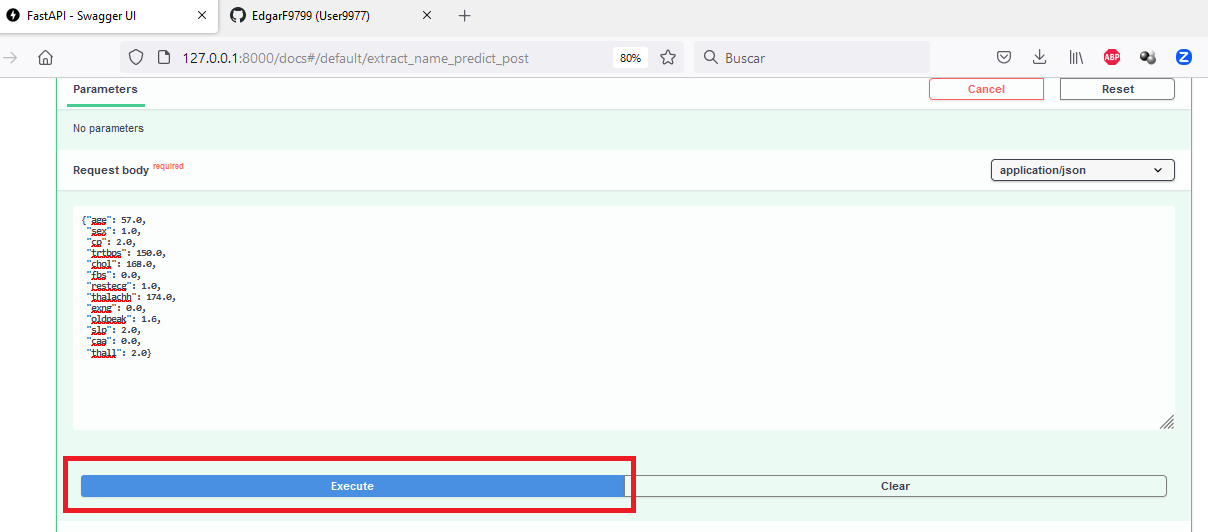 FastAPI - Swagger UI
EdgarF9799 (User9977)
127.0.0.1:8000/docs#/default/extract_name_predict_post
80%
Buscar
ABP
Z
Parameters
Cancel
Reset
No parameters
Request body required
application/json
{"age": 57.0,
"sex": 1.0,
"cp": 2.0,
"trtbps": 150.0,
"chol": 168.0,
"fbs": 0.0,
"restecg": 1.0,
"thalachh": 174.0,
"exng": 0.0,
"oldpeak": 1.6,
"slp": 2.0,
"caa": 0.0,
"thall": 2.0}
Execute
Clear